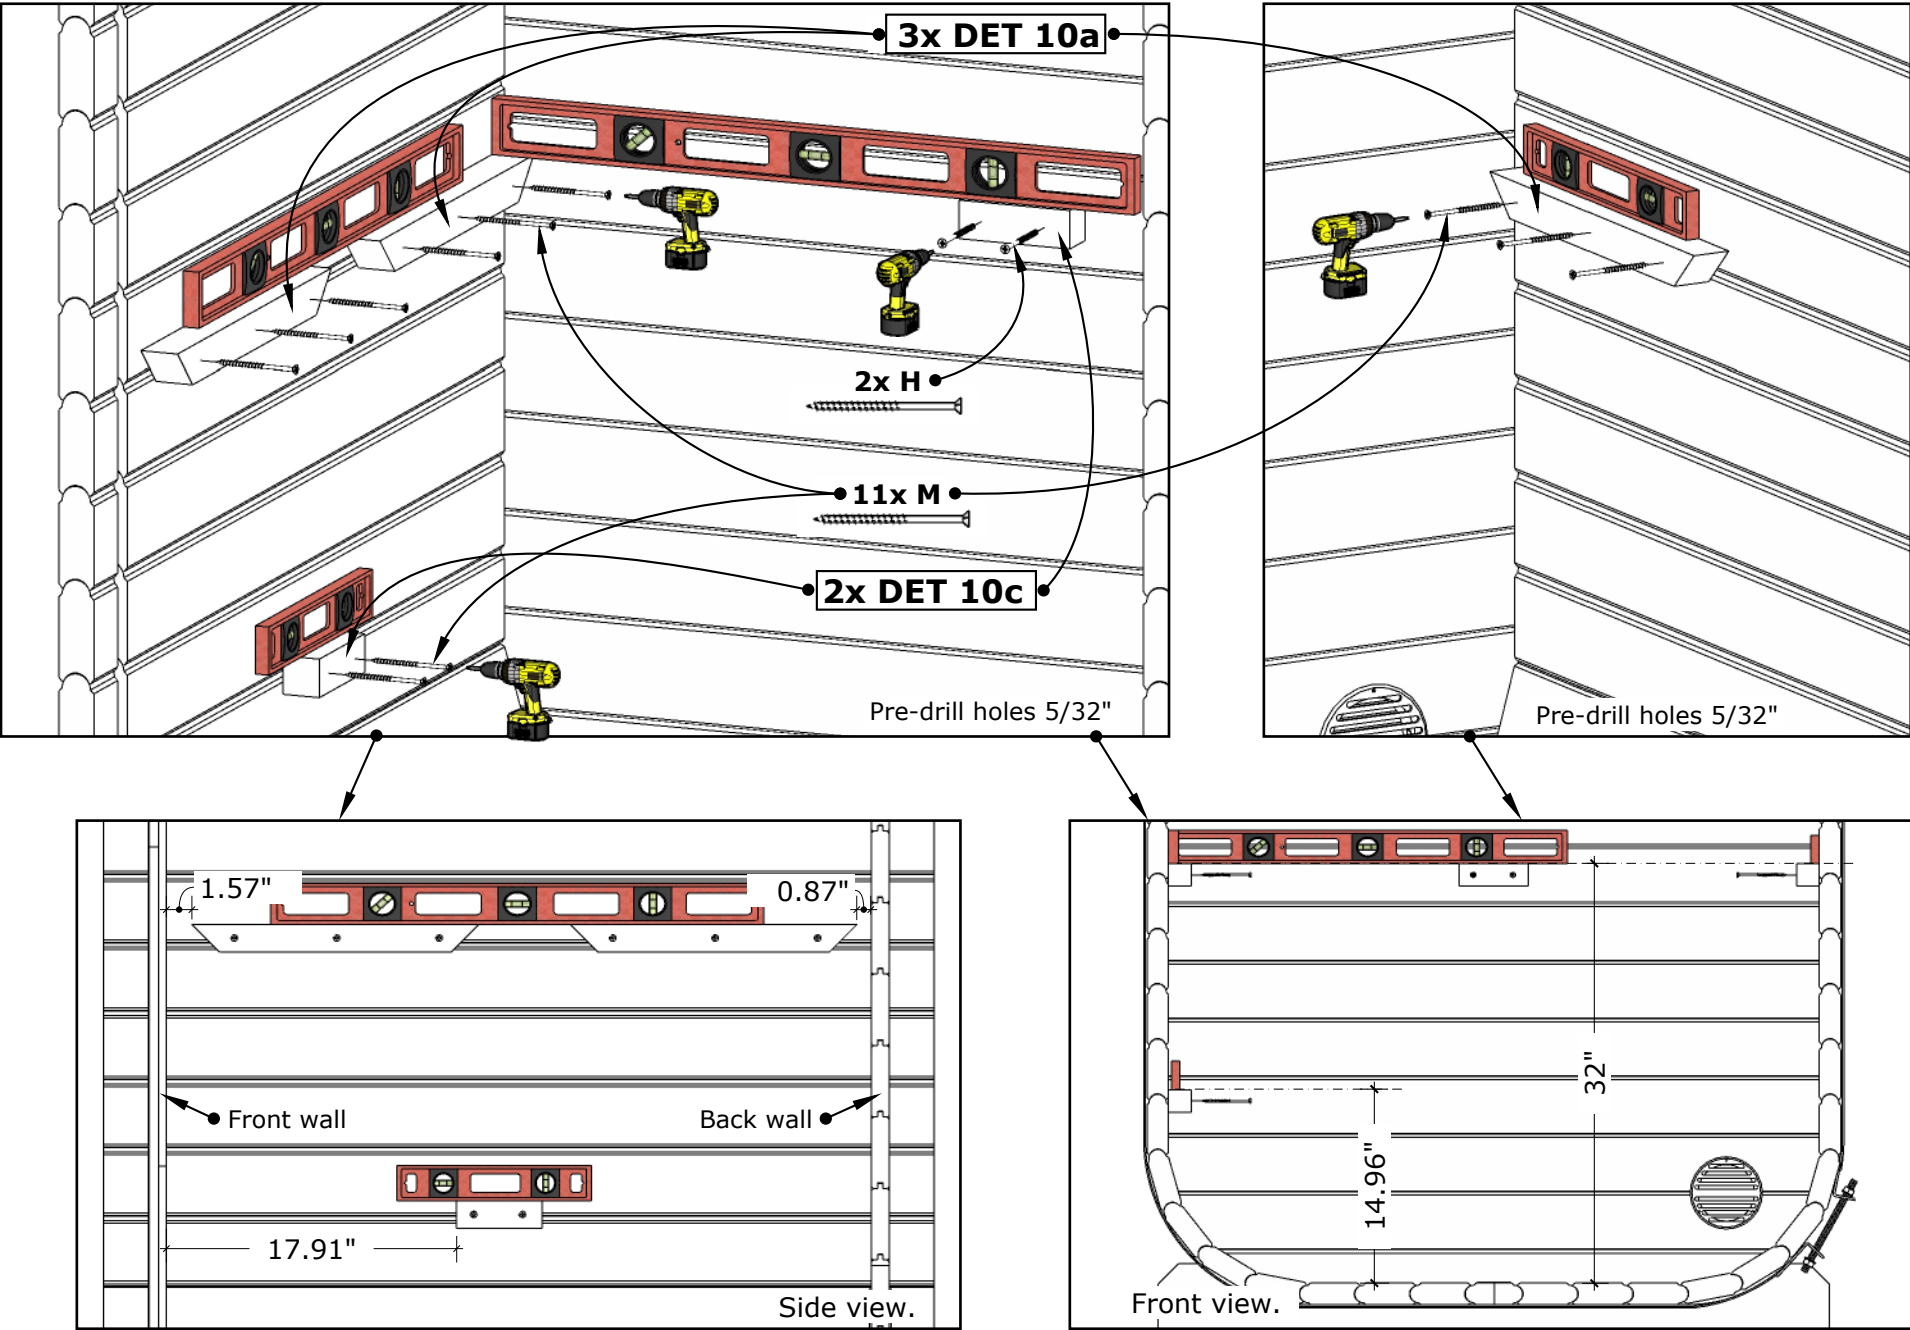 3x DET 10a
2x H
11x M
2x DET 10c
Pre-drill holes 5/32"
Pre-drill holes 5/32"
1.57"
0.87"
Front wall
Back wall
17.91"
Side view.
32"
14.96"
Front view.